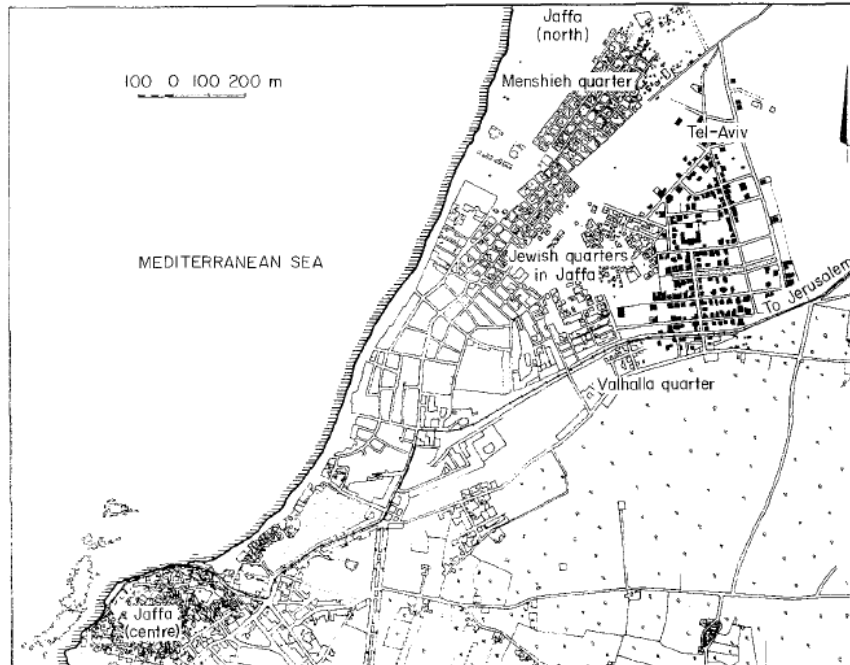 Jaffa
(north)
100 0 100 200 m
Menshieh quarter
Tel-Aviv
MEDITERRANEAN SEA
Jewish quarters
in Jaffa
To Jerusalem
Valhalla quarter
Jaffa
(centre)